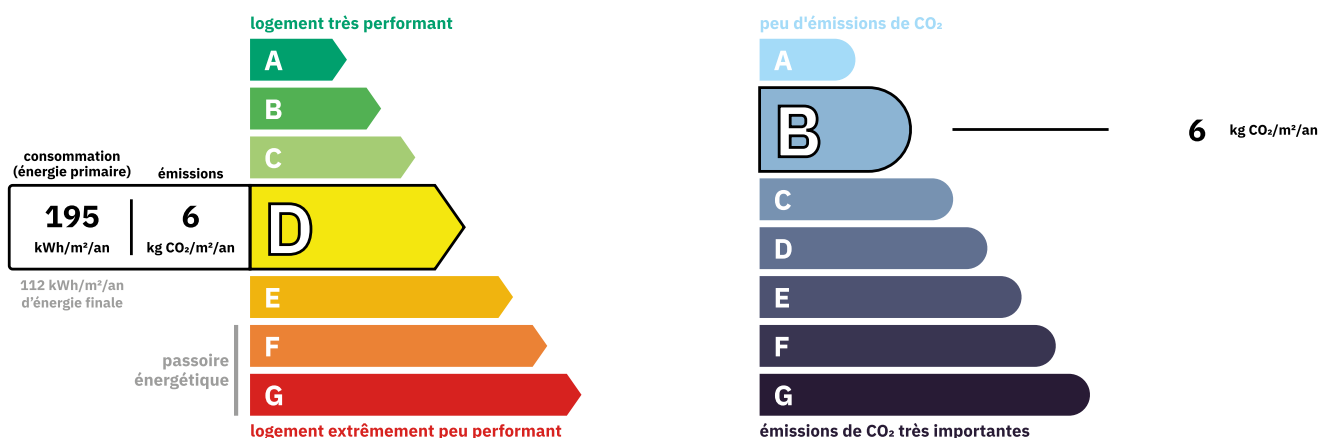 logement très performant
A
B
C
consommation
(énergie primaire)
émissions
195
kWh/m²/an
6
kg CO₂/m²/an
D
112 kWh/m²/an
d'énergie finale
E
F
passoire
énergétique
G
logement extrêmement peu performant
peu d'émissions de CO₂
A
B
6 kg CO₂/m²/an
C
D
E
F
G
émissions de CO₂ très importantes